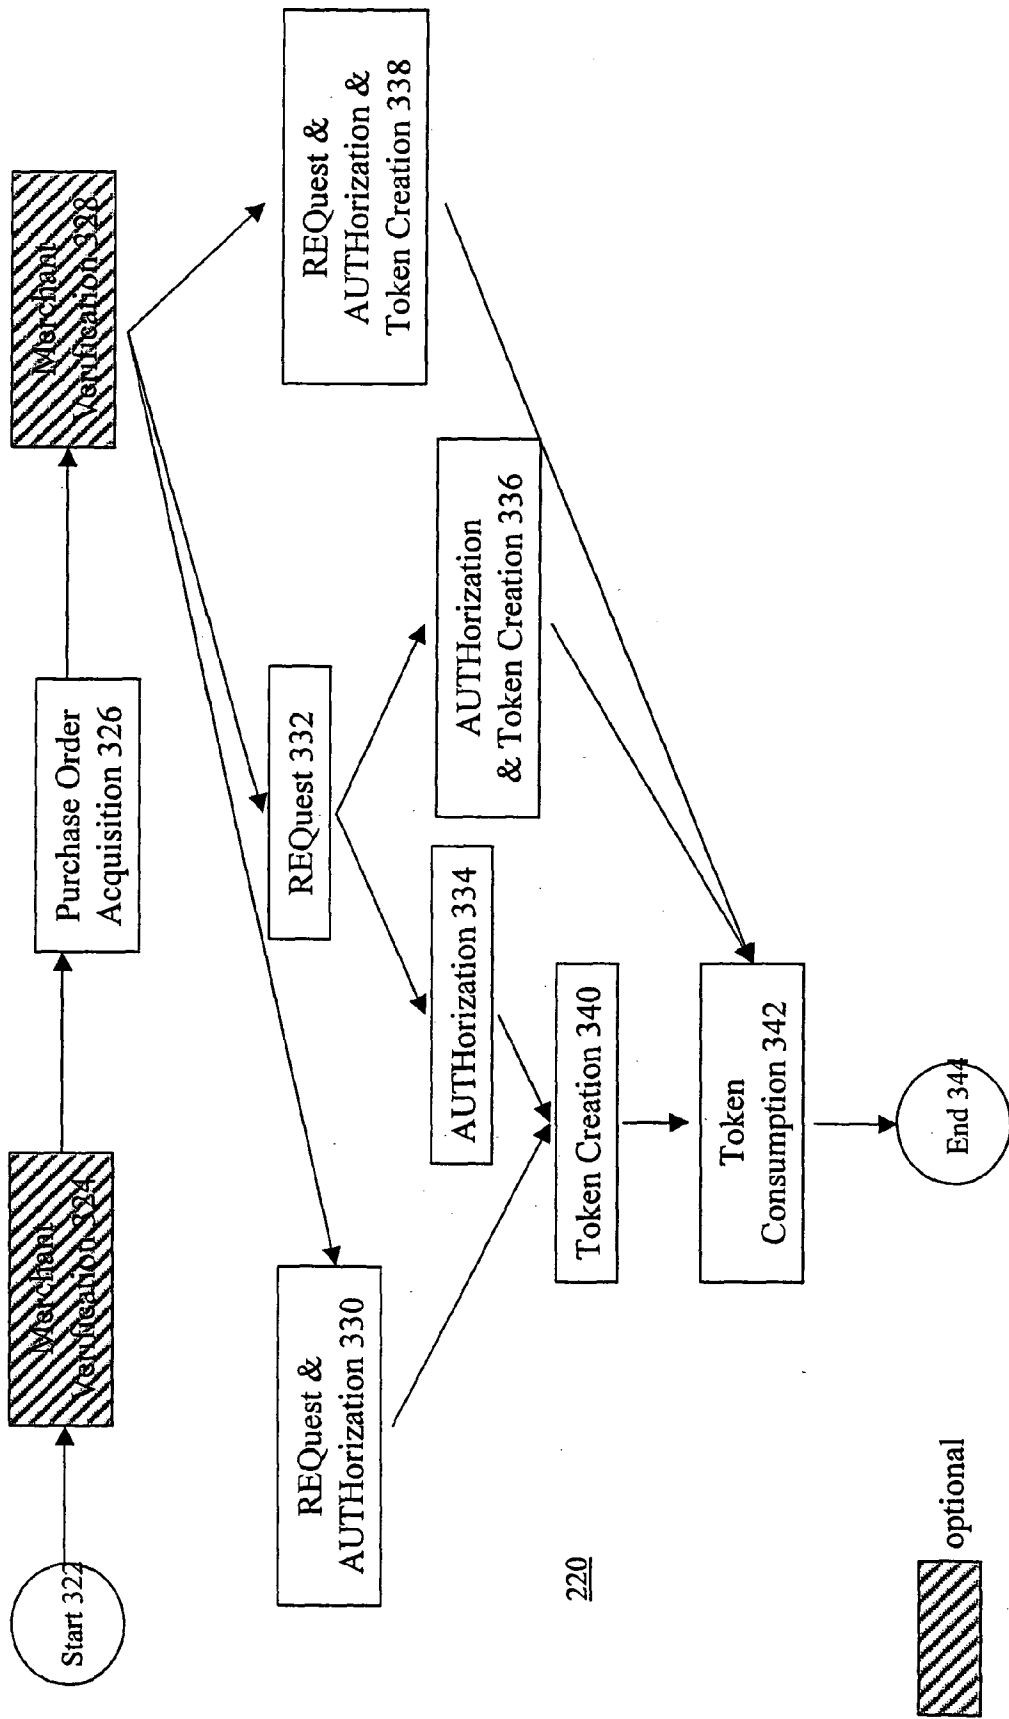 Start 322
Merchant
Verification 324
Purchase Order
Acquisition 326
Merchant
Verification 328
REQuest &
AUTHorization 330
REQuest 332
REQuest &
AUTHorization &
Token Creation 338
AUTHorization 334
AUTHorization
& Token Creation 336
Token Creation 340
Token
Consumption 342
End 344
220
optional